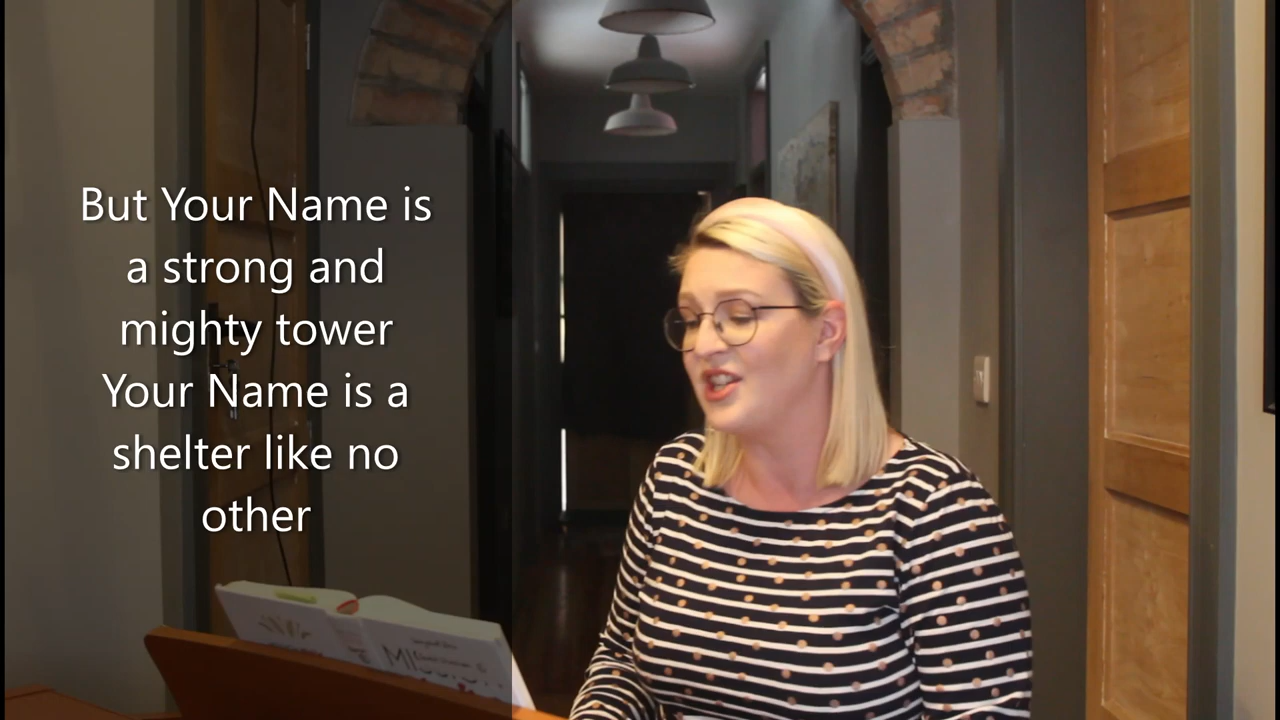 But Your Name is
a strong and
mighty tower
Your Name is a
shelter like no
other